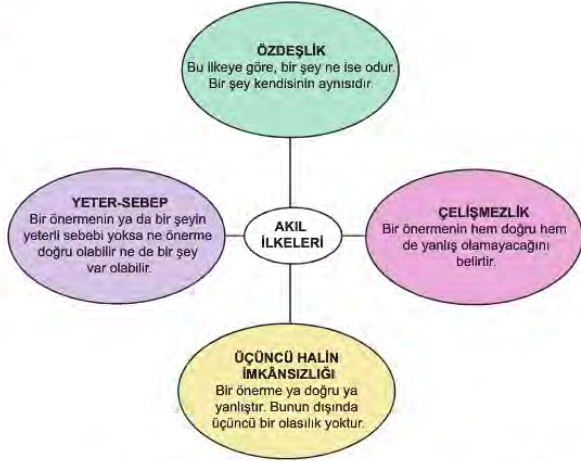 ÖZDEŞLİK
Bu ilkeye göre, bir şey ne ise odur.
Bir şey kendisinin aynısıdır
YETER-SEBEP
Bir önermenin ya da bir şeyin
yeterli sebebi yoksa ne önerme
doğru olabilir ne de bir şey
var olabilir.
AKIL
İLKELERİ
ÇELİŞMEZLİK
Bir önermenin hem doğru hem
de yanlış olamayacağını
belirtir.
ÜÇÜNCÜ HALİN
İMKÂNSIZLIĞI
Bir önerme ya doğru ya
yanlıştır. Bunun dışında
üçüncü bir olasılık yoktur.